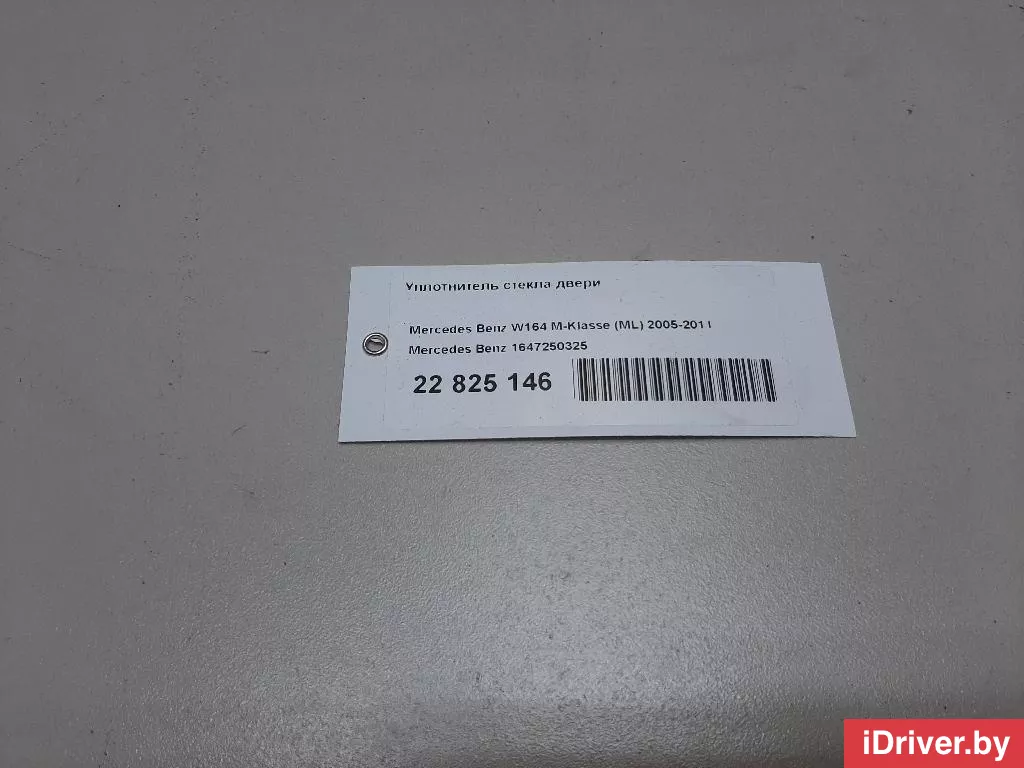 Уплотнитель стекла двери
Mercedes Benz W164 M-Klasse (ML) 2005-2011
Mercedes Benz 1647250325
22 825 146
iDriver.by